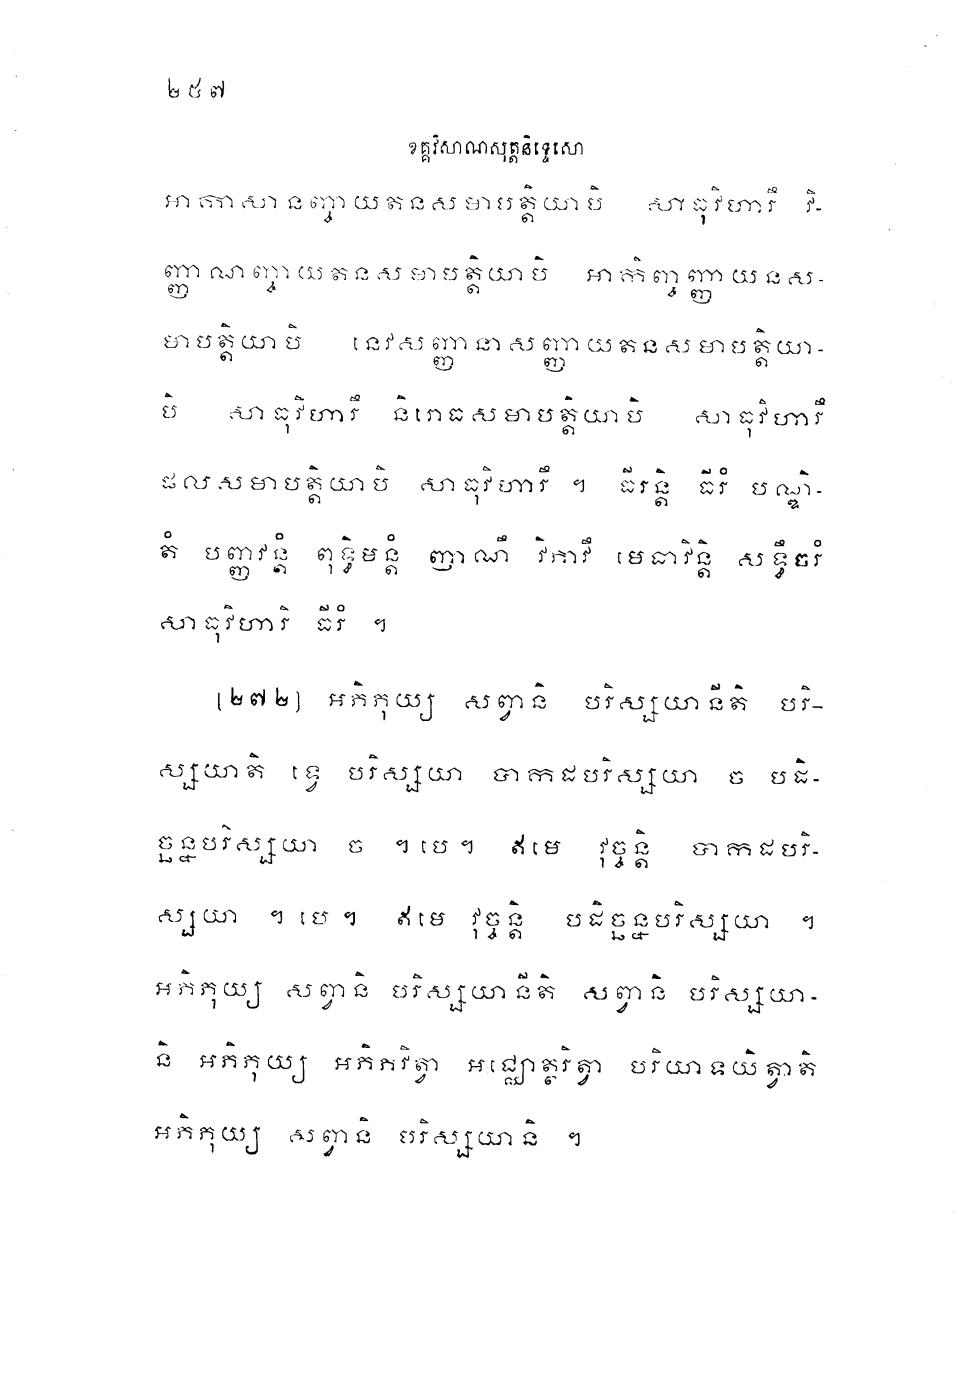 ២៥៧
ខគ្គវិសាណសុត្តនិទ្ទេសោ
អាកាសានញ្ចាយតនសមាបត្តិយាបិ សាធុវិហារឹ វិ-
ញ្ញាណញ្ចាយតនសមាបត្តិយាបិ អាកិញ្ចញ្ញាយនស-
មាបត្តិយាបិ នេវសញ្ញានាសញ្ញាយតនសមាបត្តិយា-
បិ សាធុវិហារឹ និរោធសមាបត្តិយាបិ សាធុវិហារឹ
ផលសមាបត្តិយាបិ សាធុវិហារឹ ។ ធីរន្តិ ធីរំ បណ្ឌិ-
តំ បញ្ញវន្តំ ពុទ្ធិមន្តំ ញាណឹ វិភាវឹ មេធាវិន្តិ សទ្ធឹចរំ
សាធុវិហារិ ធីរំ ។
[២៧២] អភិភុយ្យ សព្វានិ បរិស្សយានីតិ បរិ-
ស្សយាតិ ទ្វេ បរិស្សយា បាកដបរិស្សយា ច បដិ-
ច្ឆន្នបរិស្សយា ច ។ បេ ។ ឥមេ វុច្ចន្តិ បាកដបរិ-
ស្សយា ។ បេ ។ ឥមេ វុច្ចន្តិ បដិច្ឆន្នបរិស្សយា ។
អភិភុយ្យ សព្វានិ បរិស្សយានីតិ សព្វានិ បរិស្សយា-
និ អភិភុយ្យ អភិភវិត្វា អជ្ឈោត្ថរិត្វា បរិយាទយិត្វាតិ
អភិភុយ្យ សព្វានិ បរិស្សយានិ ។